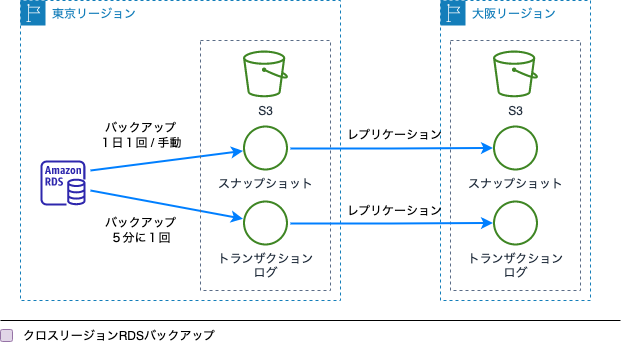 東京リージョン
大阪リージョン
S3
S3
バックアップ
1日1回 / 手動
レプリケーション
Amazon
RDS
スナップショット
スナップショット
バックアップ
5分に1回
レプリケーション
トランザクション
ログ
トランザクション
ログ
クロスリージョンRDSバックアップ